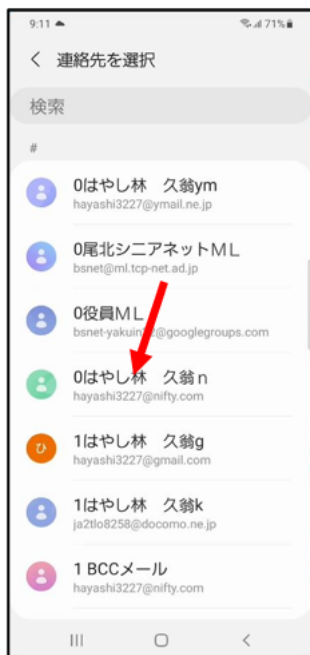 9:11
71%
連絡先を選択
検索
#
0はやし林　久翁ym
hayashi3227@ymail.ne.jp
0尾北シニアネットＭＬ
bsnet@ml.tcp-net.ad.jp
0役員ＭＬ
0はやし林　久翁ｎ
hayashi3227@nifty.com
ひ
1はやし林　久翁g
hayashi3227@gmail.com
1はやし林　久翁k
ja2tlo8258@docomo.ne.jp
1 BCCメール
hayashi3227@nifty.com